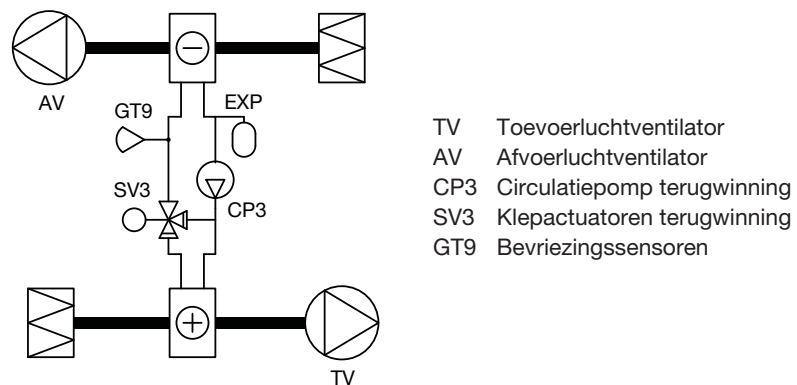 AV
GT9
EXP
SV3
CP3
TV
TV Toevoerluchtventilator
AV Afvoerluchtventilator
CP3 Circulatiepomp terugwinning
SV3 Klepactuatoren terugwinning
GT9 Bevriezingssensoren